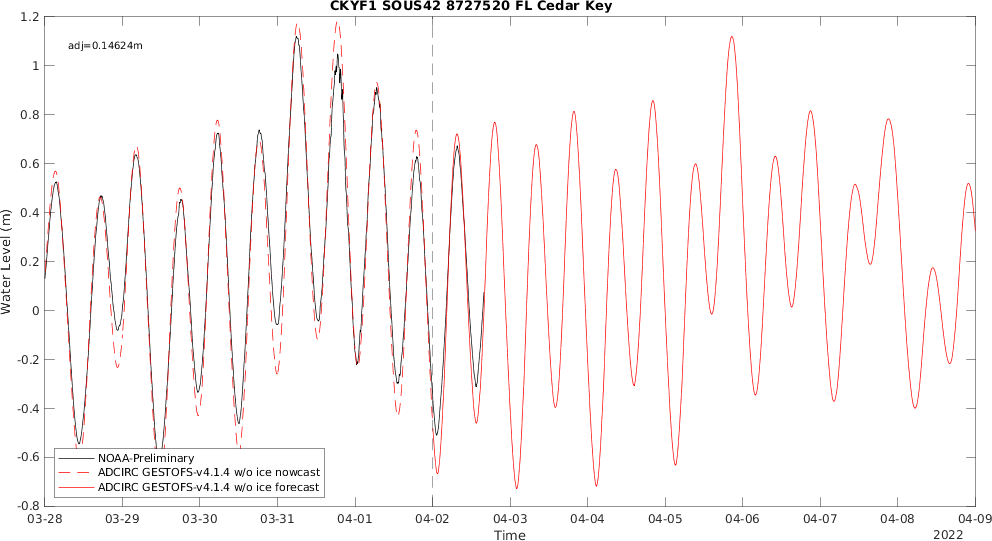 CKYF1 SOUS42 8727520 FL Cedar Key
1.2
adj=0.14624m
1
0.8
0.6
0.4
0.2
0
-0.2
-0.4
-0.6
-0.8
Water Level (m)
NOAA-Preliminary
ADCIRC GESTOFS-v4.1.4 w/o ice nowcast
ADCIRC GESTOFS-v4.1.4 w/o ice forecast
03-28 03-29 03-30 03-31 04-01 04-02 04-03 04-04 04-05 04-06 04-07 04-08 04-09
Time
2022